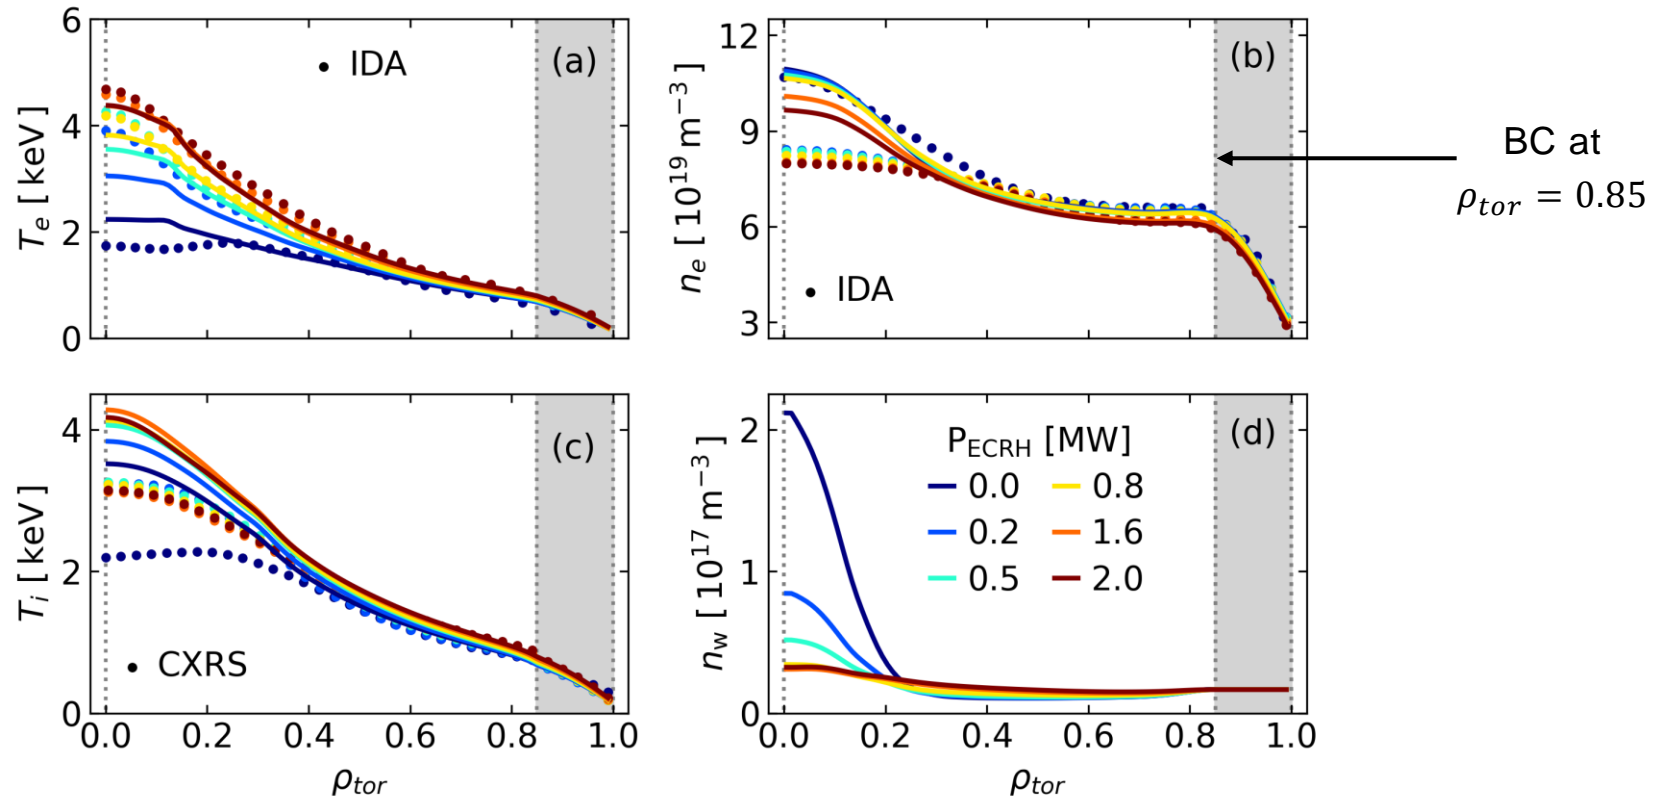 6
4
2
0
T_e [keV]
IDA
(a)
12
9
6
3
n_e [10^19 m^−3]
IDA
(b)
BC at
ρ_tor = 0.85
4
2
0
T_i [keV]
CXRS
(c)
0.0 0.2 0.4 0.6 0.8 1.0
ρ_tor
2
1
0
n_w [10^17 m^−3]
(d)
P_ECRH [MW]
0.0 0.8
0.2 1.6
0.5 2.0
0.0 0.2 0.4 0.6 0.8 1.0
ρ_tor